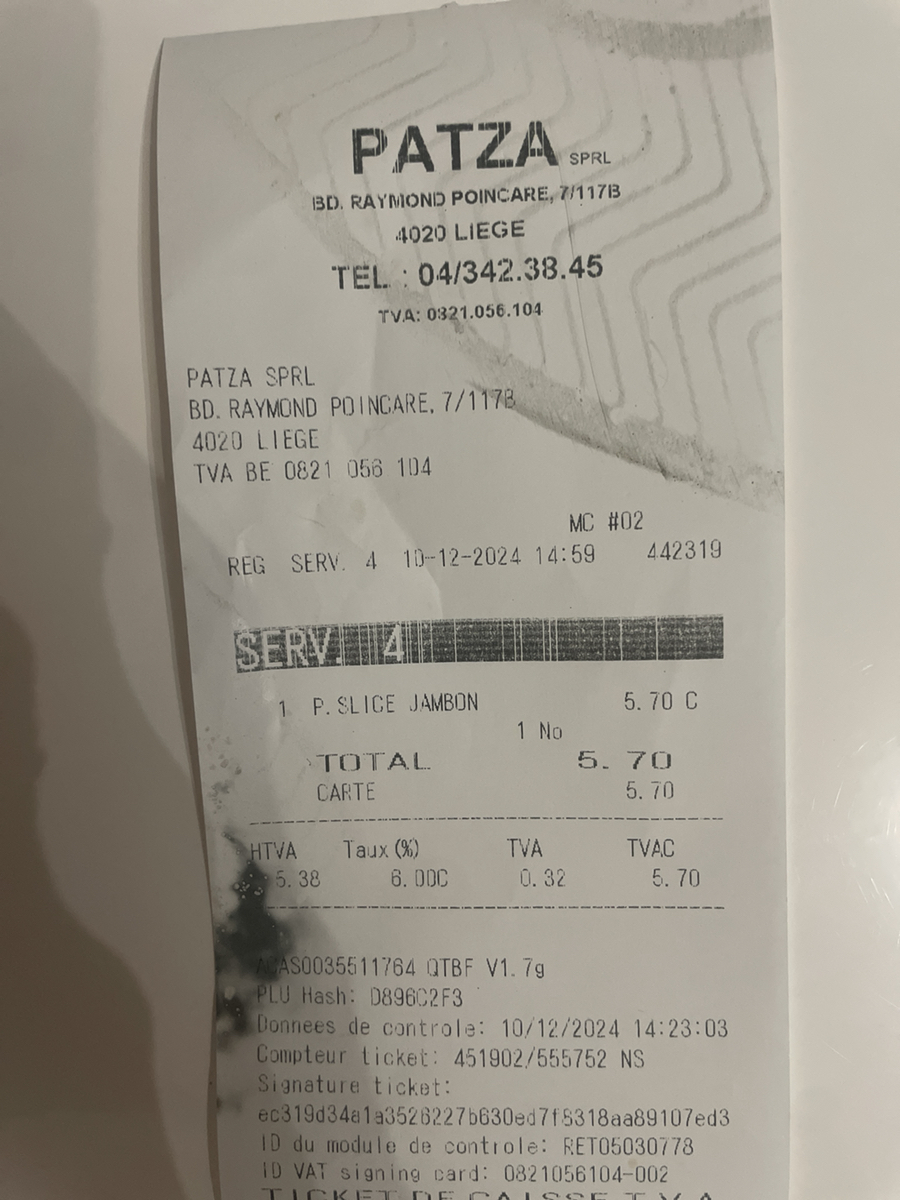 PATZA SPRL
BD. RAYMOND POINCARE, 7/117B
4020 LIEGE
TEL. : 04/342.38.45
TVA: 0821.056.104
PATZA SPRL
BD. RAYMOND POINCARE, 7/117B
4020 LIEGE
TVA BE 0821 056 104
MC #02
REG SERV. 4 10-12-2024 14:59 442319
SERV. 4
1 P.SLICE JAMBON 5.70 C
1 No
TOTAL 5.70
CARTE 5.70
HTVA Taux (%) TVA TVAC
5.38 6.00C 0.32 5.70
QTBF V1.7g
PLU Hash: D896C2F3
Donnees de controle: 10/12/2024 14:23:03
Compteur ticket: 451902/555752 NS
Signature ticket:
ec319d34a1a3526227b630ed7f8318aa89107ed3
ID du module de controle: RET05030778
ID VAT signing card: 0821056104-002
TICKET DE CAISSE T V A